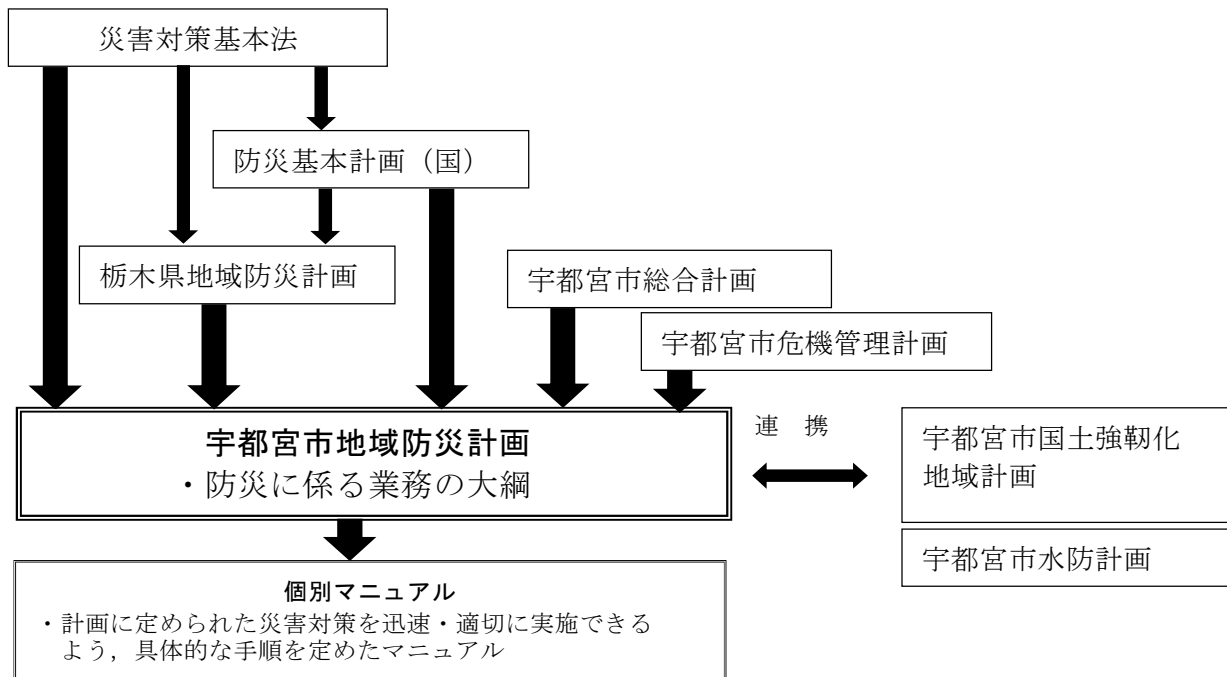 災害対策基本法
防災基本計画（国）
栃木県地域防災計画
宇都宮市総合計画
宇都宮市危機管理計画
宇都宮市地域防災計画
・防災に係る業務の大綱
連　携
宇都宮市国土強靭化
地域計画
宇都宮市水防計画
個別マニュアル
・計画に定められた災害対策を迅速・適切に実施できる
よう，具体的な手順を定めたマニュアル